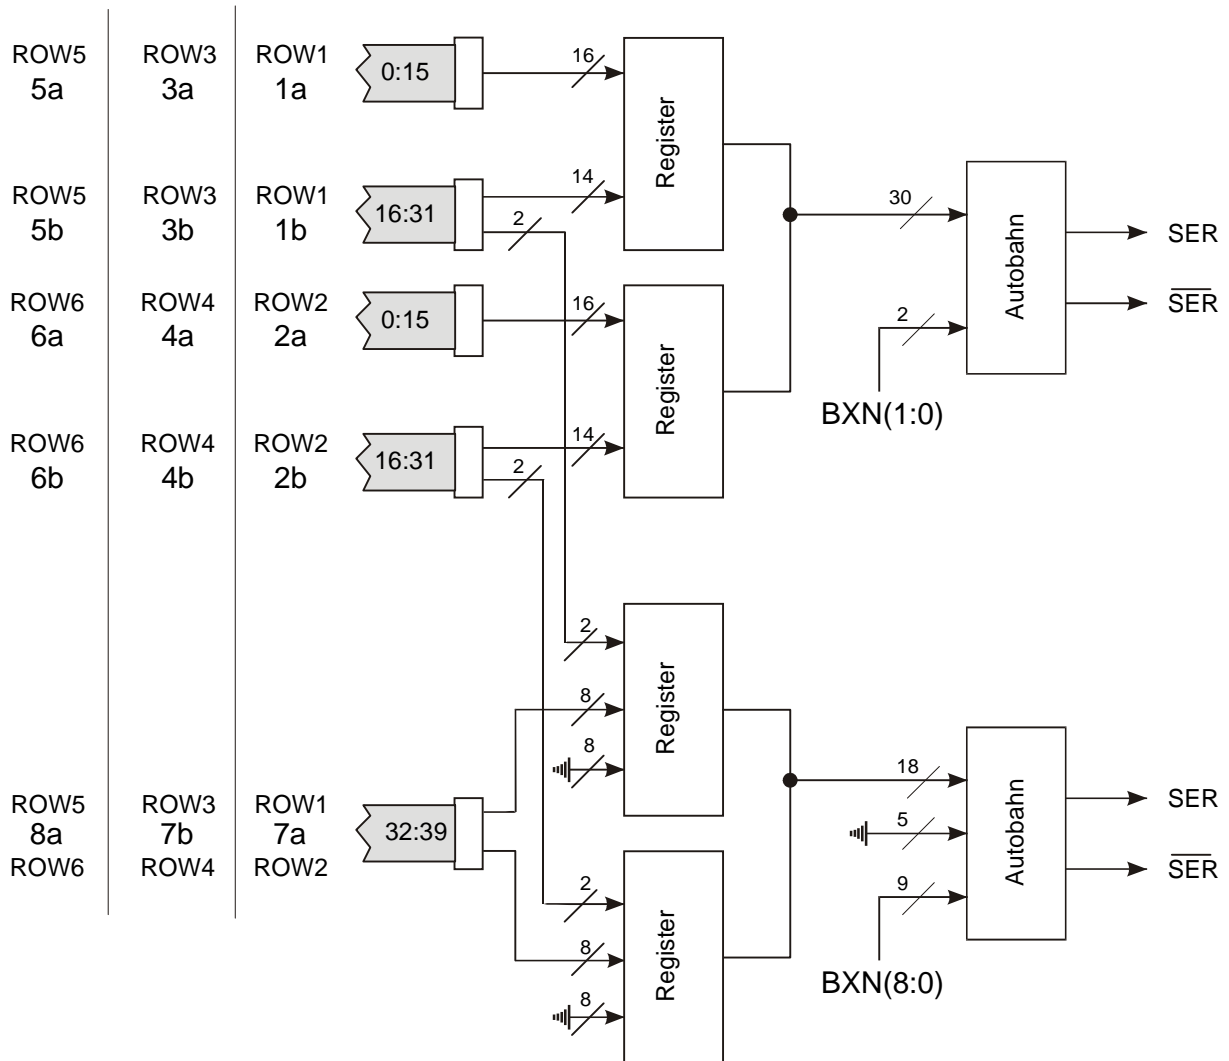 ROW5 ROW3 ROW1
5a 3a 1a
0:15
16
Register
ROW5 ROW3 ROW1
5b 3b 1b
16:31
14
2
30
Autobahn
SER
SER
2
BXN(1:0)
ROW6 ROW4 ROW2
6a 4a 2a
0:15
16
Register
ROW6 ROW4 ROW2
6b 4b 2b
16:31
14
2
2
8
8
Register
ROW5 ROW3 ROW1
8a 7b 7a
ROW6 ROW4 ROW2
32:39
18
5
9
Autobahn
SER
SER
BXN(8:0)
2
8
8
Register